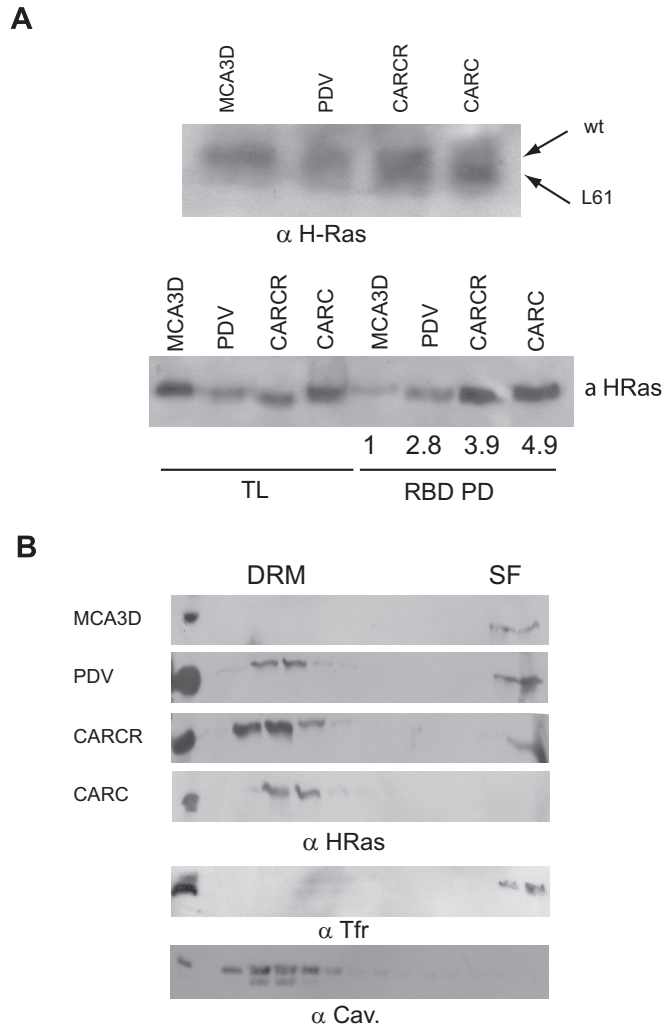 A
MCA3D PDV CARCR CARC
wt
L61
α H-Ras
MCA3D PDV CARCR CARC MCA3D PDV CARCR CARC
a HRas
1 2.8 3.9 4.9
TL RBD PD
B
DRM SF
MCA3D
PDV
CARCR
CARC
α HRas
α Tfr
α Cav.